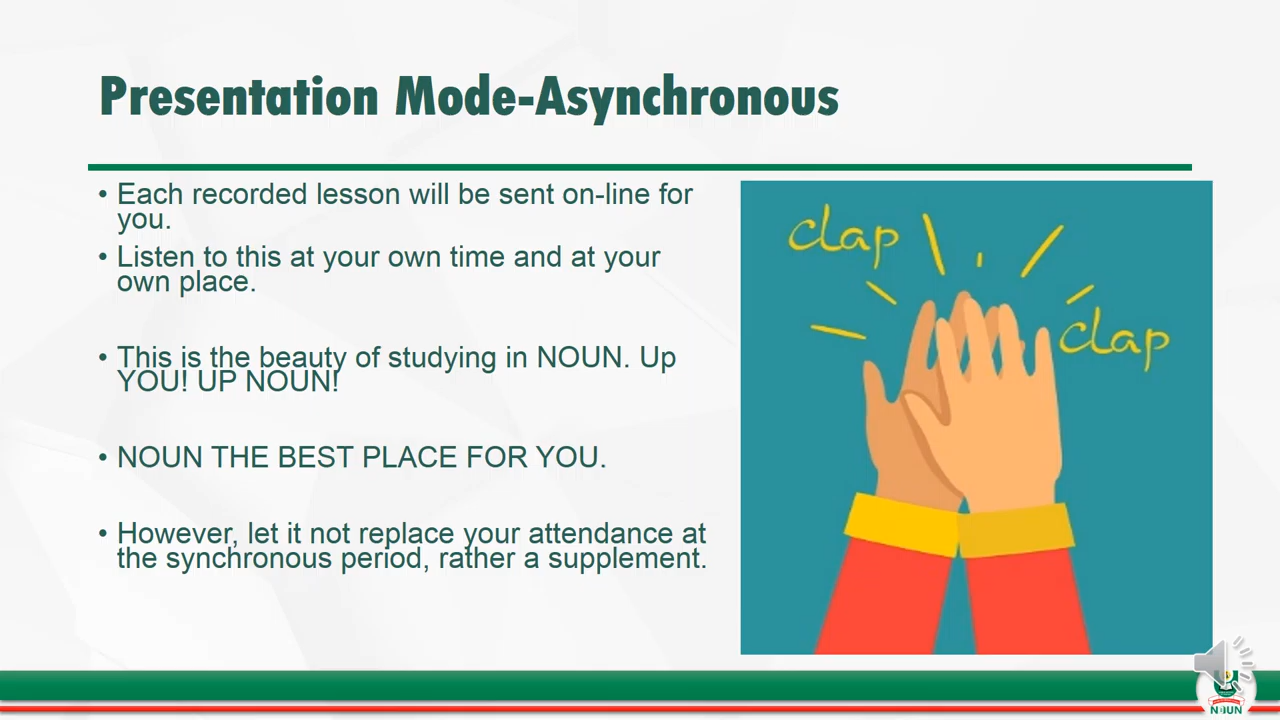 Presentation Mode-Asynchronous
• Each recorded lesson will be sent on-line for
you.
• Listen to this at your own time and at your
own place.
• This is the beauty of studying in NOUN. Up
YOU! UP NOUN!
• NOUN THE BEST PLACE FOR YOU.
• However, let it not replace your attendance at
the synchronous period, rather a supplement.
clap
clap
NOUN